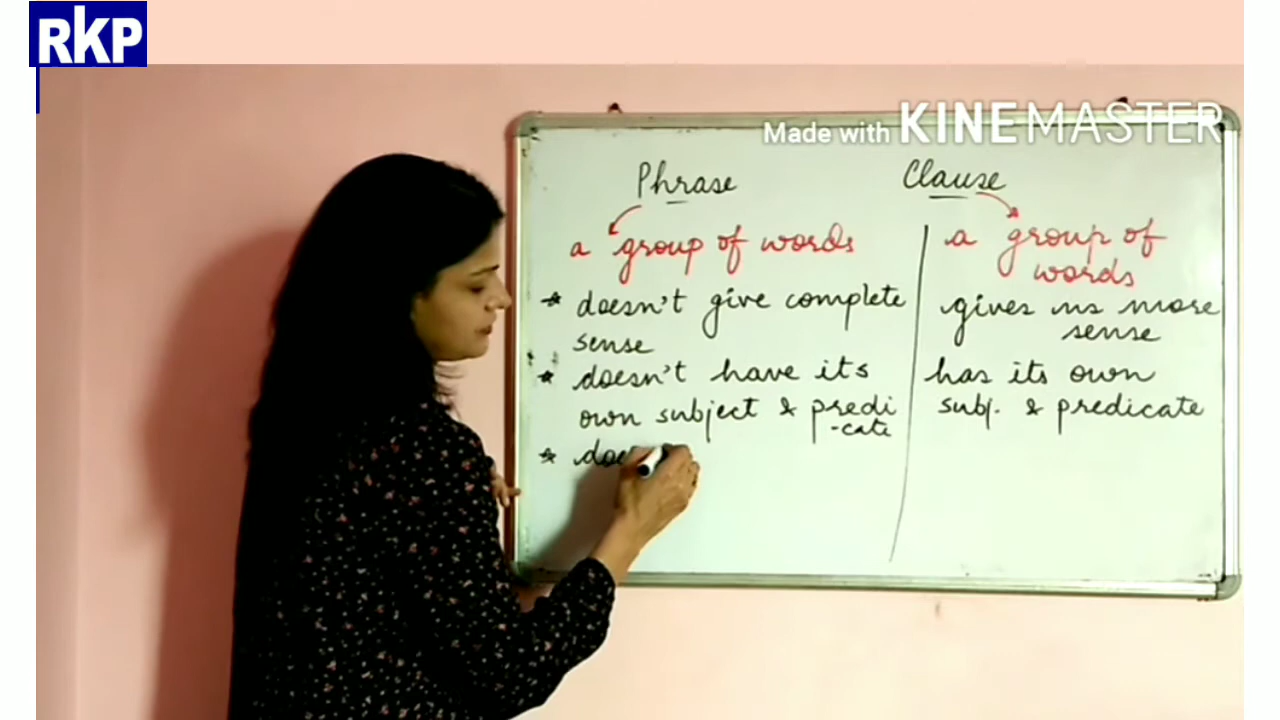 RKP
Made with KINEMASTER
Phrase
Clause
a group of words
a group of
words
* doesn't give complete
sense
gives us more
sense
* doesn't have its
own subject & predi
-cate
has its own
subj. & predicate
*